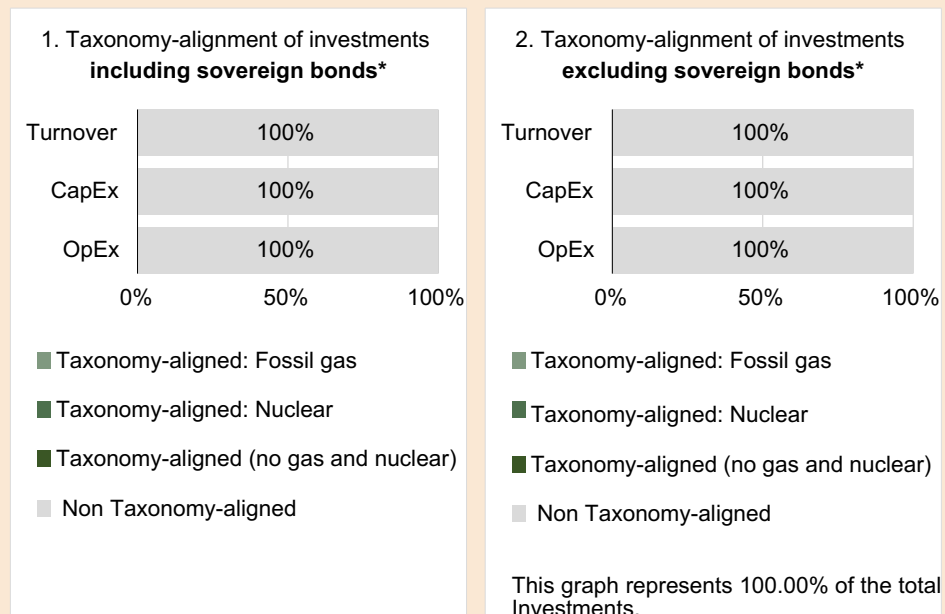 1. Taxonomy-alignment of investments
including sovereign bonds*
Turnover 100%
CapEx 100%
OpEx 100%
0% 50% 100%
Taxonomy-aligned: Fossil gas
Taxonomy-aligned: Nuclear
Taxonomy-aligned (no gas and nuclear)
Non Taxonomy-aligned
2. Taxonomy-alignment of investments
excluding sovereign bonds*
Turnover 100%
CapEx 100%
OpEx 100%
0% 50% 100%
Taxonomy-aligned: Fossil gas
Taxonomy-aligned: Nuclear
Taxonomy-aligned (no gas and nuclear)
Non Taxonomy-aligned
This graph represents 100.00% of the total
Investments.